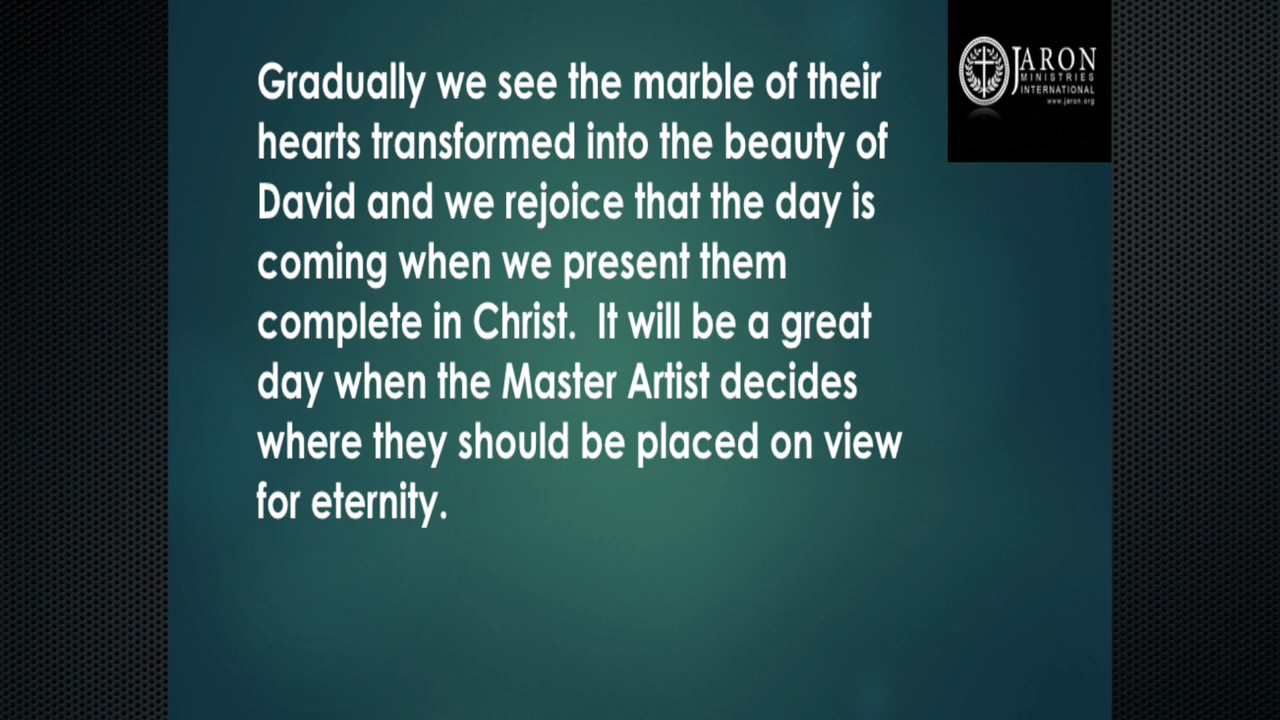 Gradually we see the marble of their
hearts transformed into the beauty of
David and we rejoice that the day is
coming when we present them
complete in Christ.  It will be a great
day when the Master Artist decides
where they should be placed on view
for eternity.
JARON
MINISTRIES
INTERNATIONAL
www.jaron.org